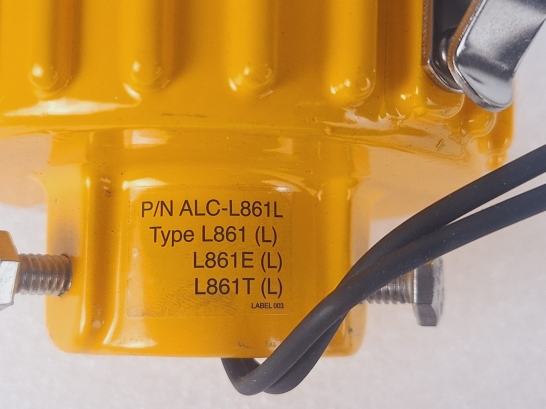 P/N ALC-L861L
Type L861 (L)
L861E (L)
L861T (L)
LABEL 003